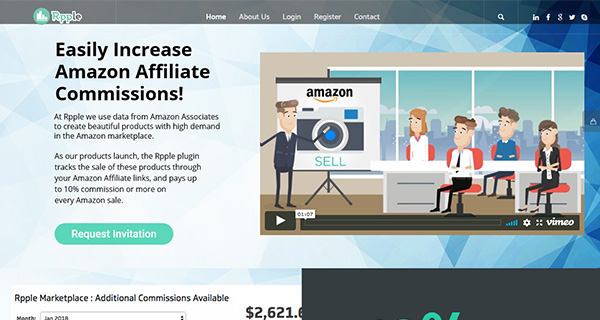 Rpple
Home About Us Login Register Contact
Easily Increase
Amazon Affiliate
Commissions!
At Rpple we use data from Amazon Associates
to create beautiful products with high demand
in the Amazon marketplace.
As our products launch, the Rpple plugin
tracks the sale of these products through
your Amazon Affiliate links, and pays up
to 10% commission or more on
every Amazon sale.
Request Invitation
amazon
SELL
01:07
vimeo
Rpple Marketplace : Additional Commissions Available
Month: Jan 2018
$2,621.